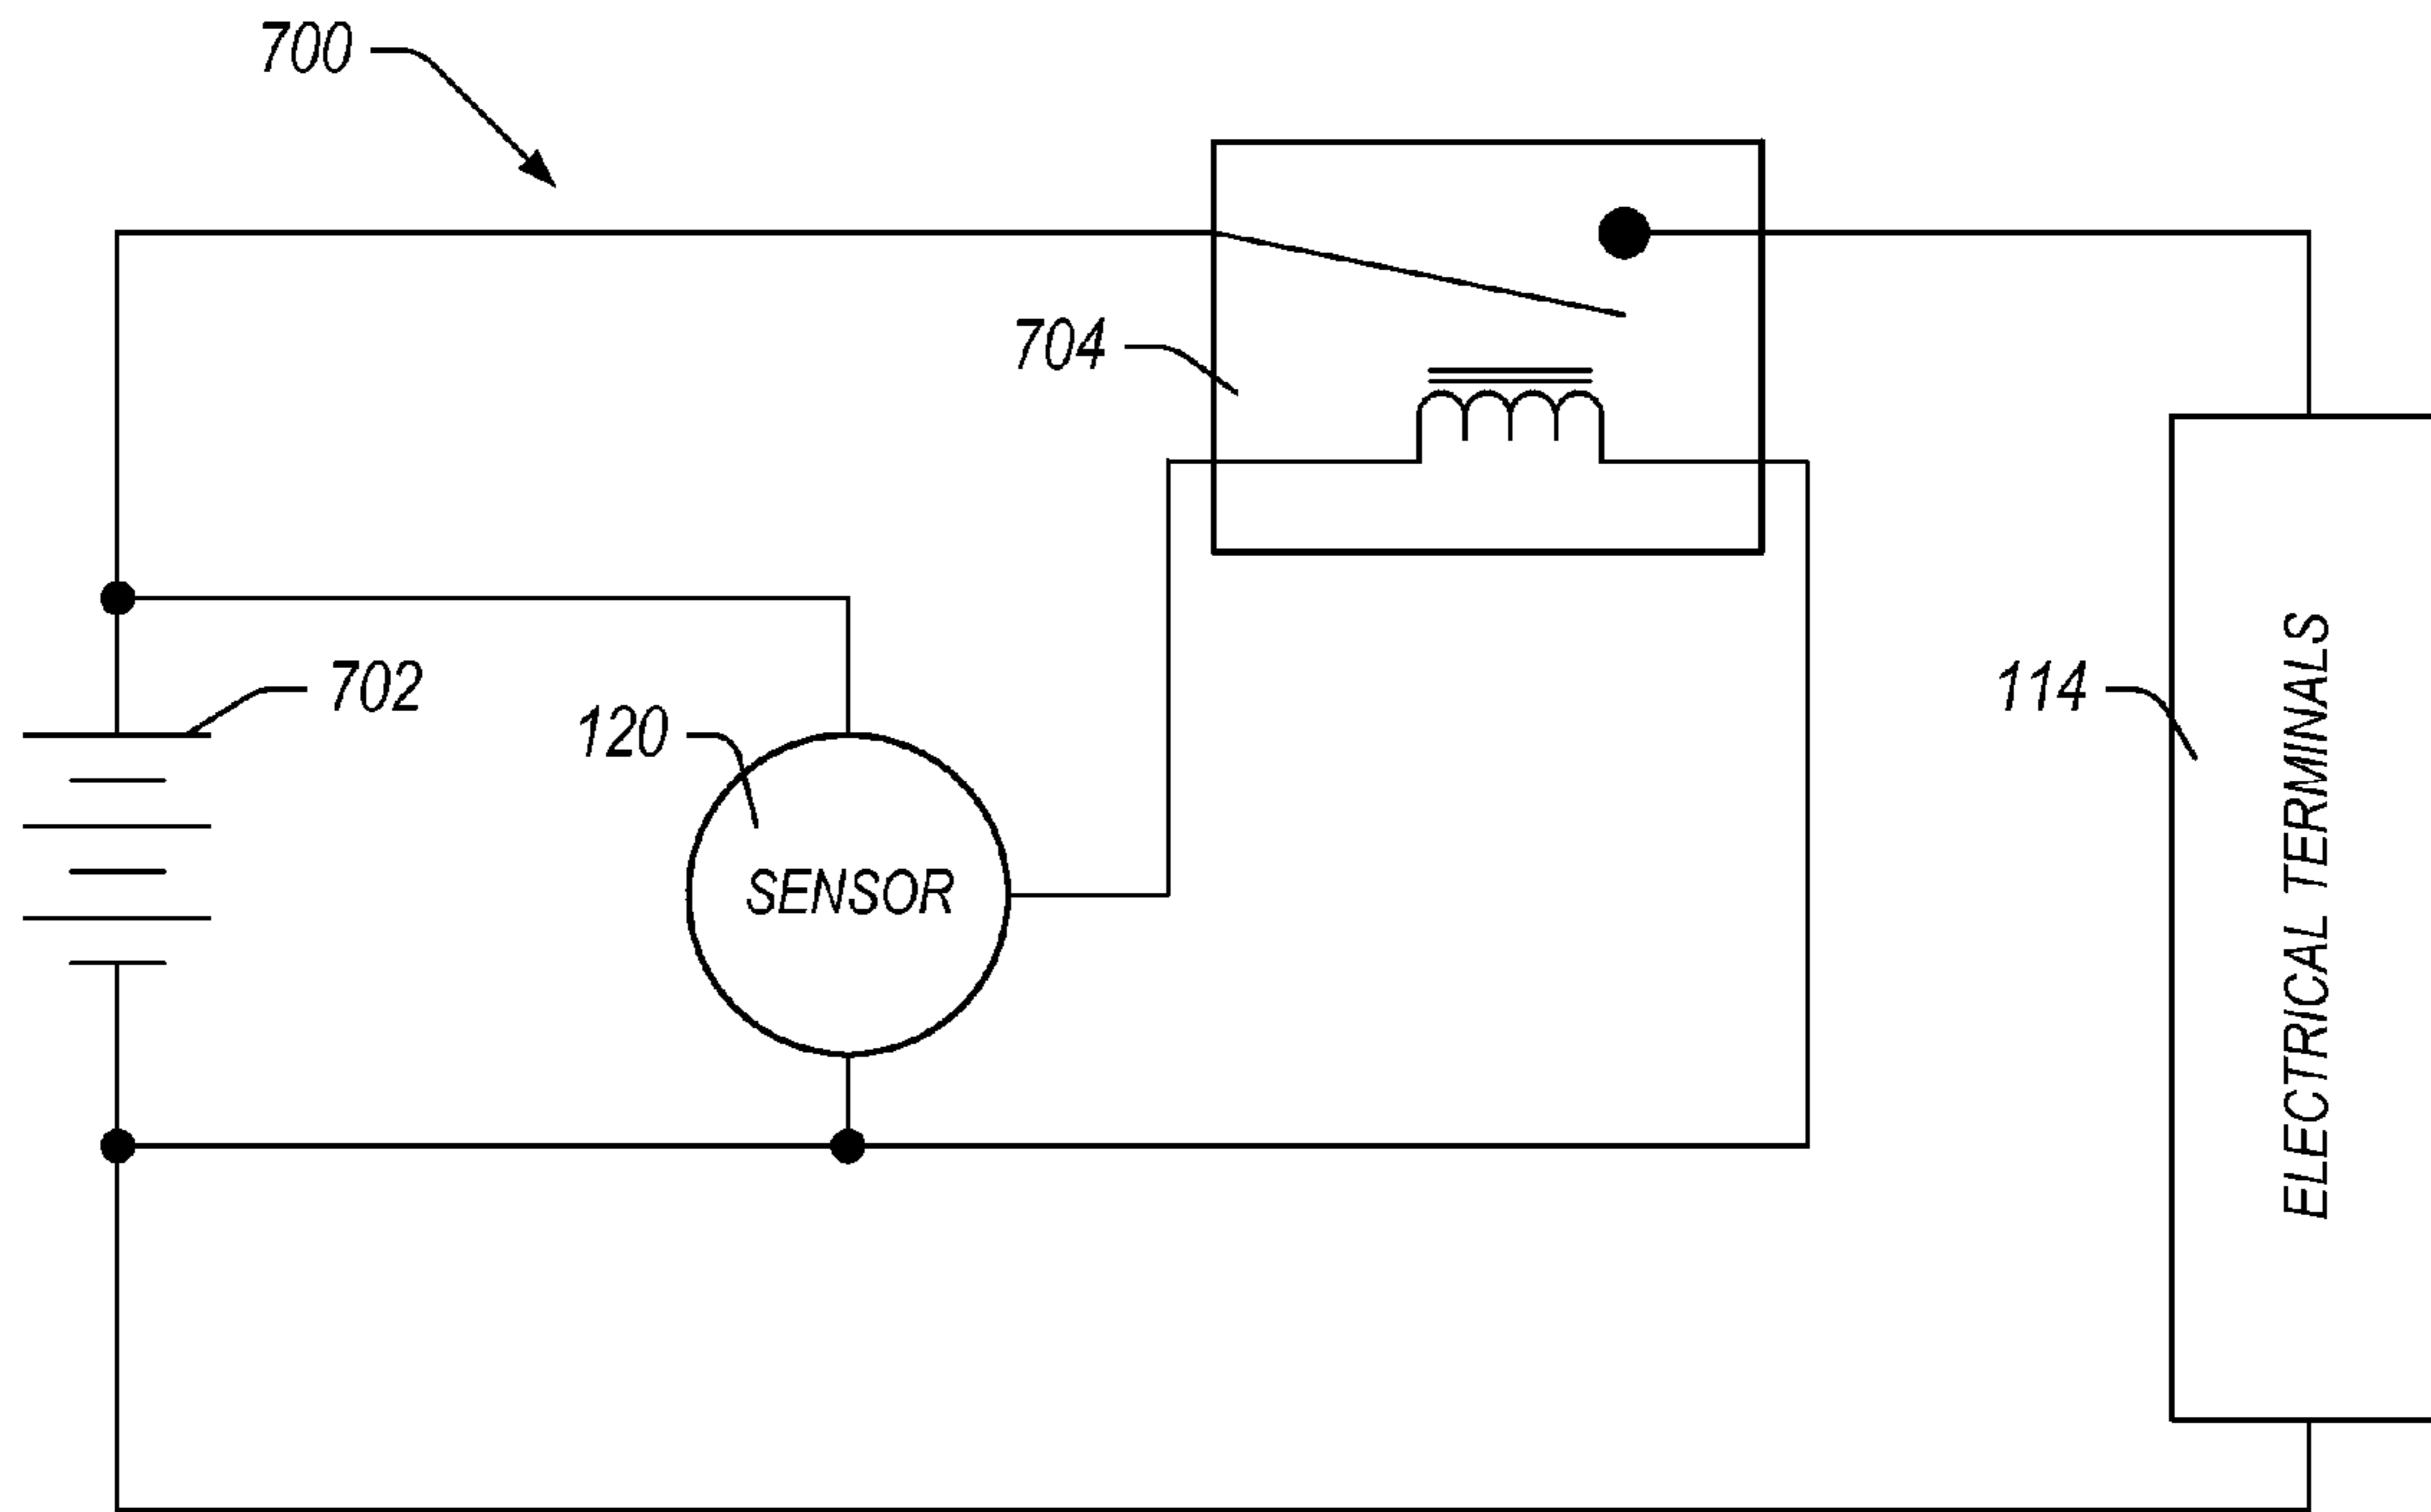 700
704
702
120
114
SENSOR
ELECTRICAL TERMINALS